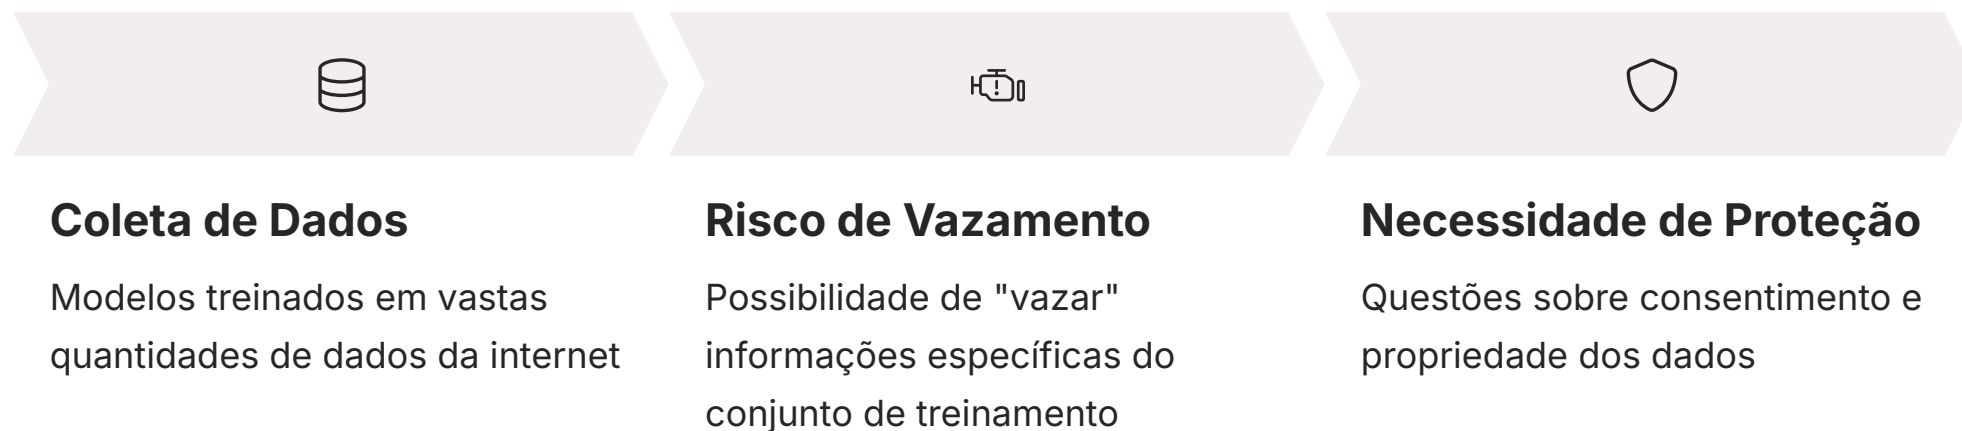 Coleta de Dados
Modelos treinados em vastas
quantidades de dados da internet
Risco de Vazamento
Possibilidade de "vazar"
informações específicas do
conjunto de treinamento
Necessidade de Proteção
Questões sobre consentimento e
propriedade dos dados